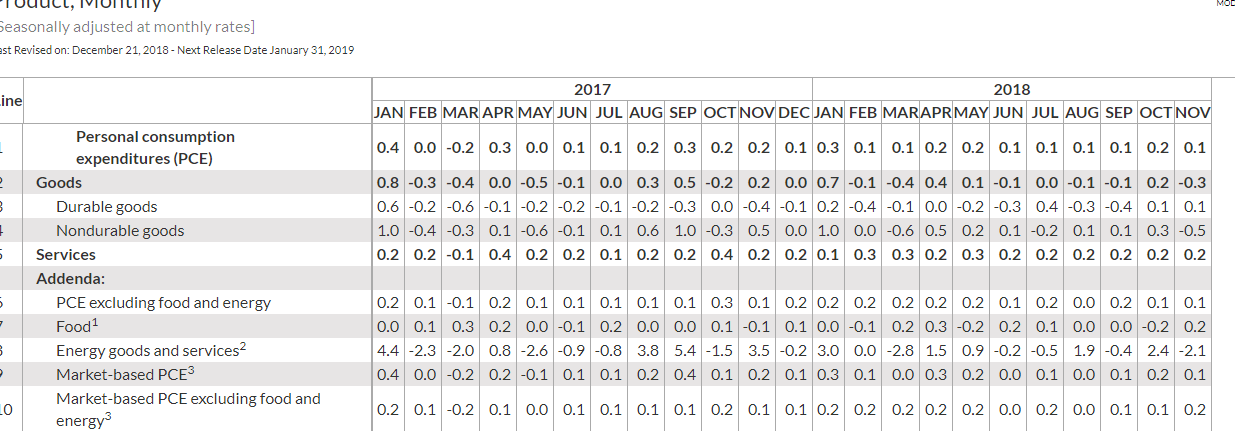 Product, Monthly
Seasonally adjusted at monthly rates]
ast Revised on: December 21, 2018 - Next Release Date January 31, 2019
MOD
ine 2017 2018
JAN FEB MAR APR MAY JUN JUL AUG SEP OCT NOV DEC JAN FEB MAR APR MAY JUN JUL AUG SEP OCT NOV
1 Personal consumption
expenditures (PCE) 0.4 0.0 -0.2 0.3 0.0 0.1 0.1 0.2 0.3 0.2 0.2 0.1 0.3 0.1 0.1 0.2 0.2 0.1 0.1 0.1 0.1 0.2 0.1
2 Goods 0.8 -0.3 -0.4 0.0 -0.5 -0.1 0.0 0.3 0.5 -0.2 0.2 0.0 0.7 -0.1 -0.4 0.4 0.1 -0.1 0.0 -0.1 -0.1 0.2 -0.3
3 Durable goods 0.6 -0.2 -0.6 -0.1 -0.2 -0.2 -0.1 -0.2 -0.3 0.0 -0.4 -0.1 0.2 -0.4 -0.1 0.0 -0.2 -0.3 0.4 -0.3 -0.4 0.1 0.1
4 Nondurable goods 1.0 -0.4 -0.3 0.1 -0.6 -0.1 0.1 0.6 1.0 -0.3 0.5 0.0 1.0 0.0 -0.6 0.5 0.2 0.1 -0.2 0.1 0.1 0.3 -0.5
5 Services 0.2 0.2 -0.1 0.4 0.2 0.2 0.1 0.2 0.2 0.4 0.2 0.2 0.1 0.3 0.3 0.2 0.3 0.2 0.2 0.2 0.2 0.2 0.2
Addenda:
6 PCE excluding food and energy 0.2 0.1 -0.1 0.2 0.1 0.1 0.1 0.1 0.1 0.3 0.1 0.2 0.2 0.2 0.2 0.2 0.2 0.1 0.2 0.0 0.2 0.1 0.1
7 Food1 0.0 0.1 0.3 0.2 0.0 -0.1 0.2 0.0 0.0 0.1 -0.1 0.1 0.0 -0.1 0.2 0.3 -0.2 0.2 0.1 0.0 0.0 -0.2 0.2
8 Energy goods and services2 4.4 -2.3 -2.0 0.8 -2.6 -0.9 -0.8 3.8 5.4 -1.5 3.5 -0.2 3.0 0.0 -2.8 1.5 0.9 -0.2 -0.5 1.9 -0.4 2.4 -2.1
9 Market-based PCE3 0.4 0.0 -0.2 0.2 -0.1 0.1 0.1 0.2 0.4 0.1 0.2 0.1 0.3 0.1 0.0 0.3 0.2 0.0 0.1 0.0 0.1 0.2 0.1
10 Market-based PCE excluding food and
energy3 0.2 0.1 -0.2 0.1 0.0 0.1 0.1 0.1 0.1 0.2 0.1 0.1 0.2 0.2 0.2 0.2 0.2 0.0 0.2 0.0 0.1 0.1 0.2